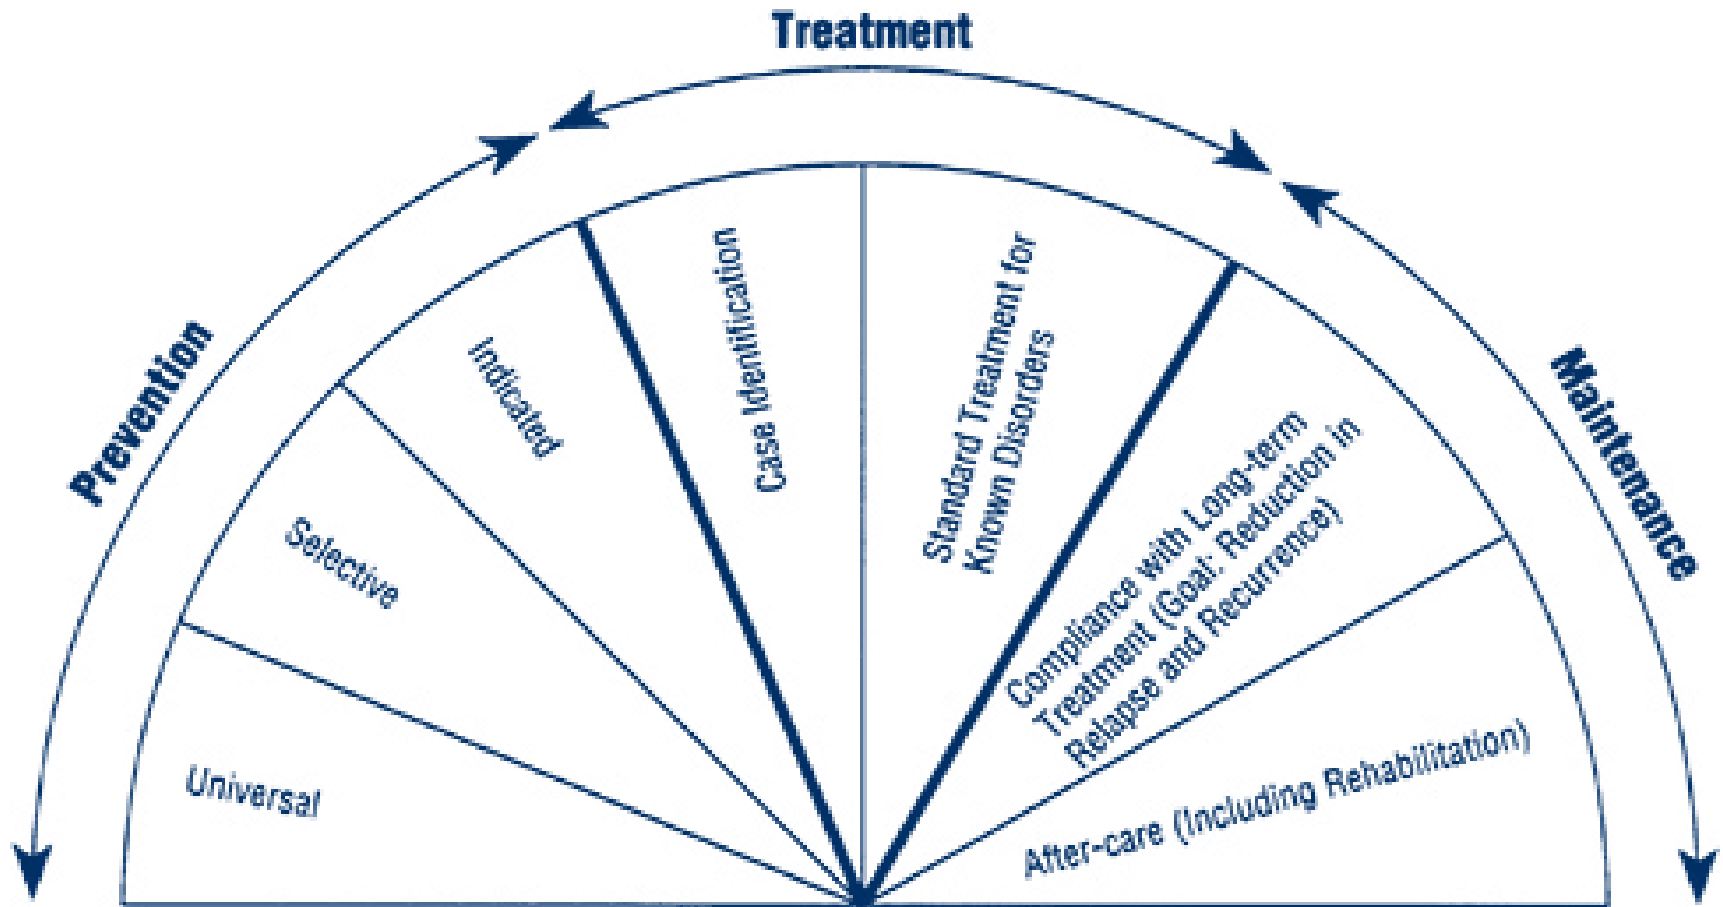 Treatment
Prevention
Maintenance
Universal
Selective
Indicated
Case Identification
Standard Treatment for
Known Disorders
Compliance with Long-term
Treatment (Goal: Reduction in
Relapse and Recurrence)
After-care (Including Rehabilitation)